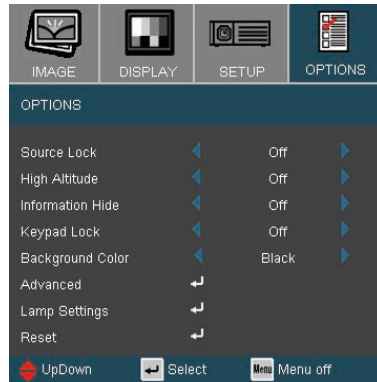 IMAGE DISPLAY SETUP OPTIONS
OPTIONS
Source Lock Off
High Altitude Off
Information Hide Off
Keypad Lock Off
Background Color Black
Advanced
Lamp Settings
Reset
UpDown Select Menu Menu off